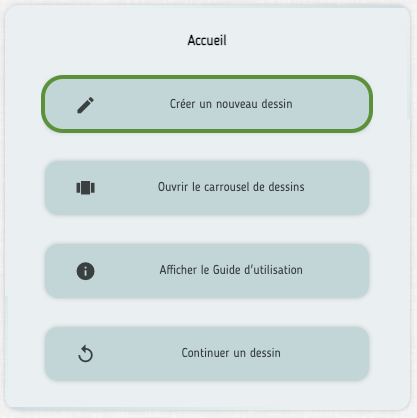 Accueil
Créer un nouveau dessin
Ouvrir le carrousel de dessins
Afficher le Guide d'utilisation
Continuer un dessin